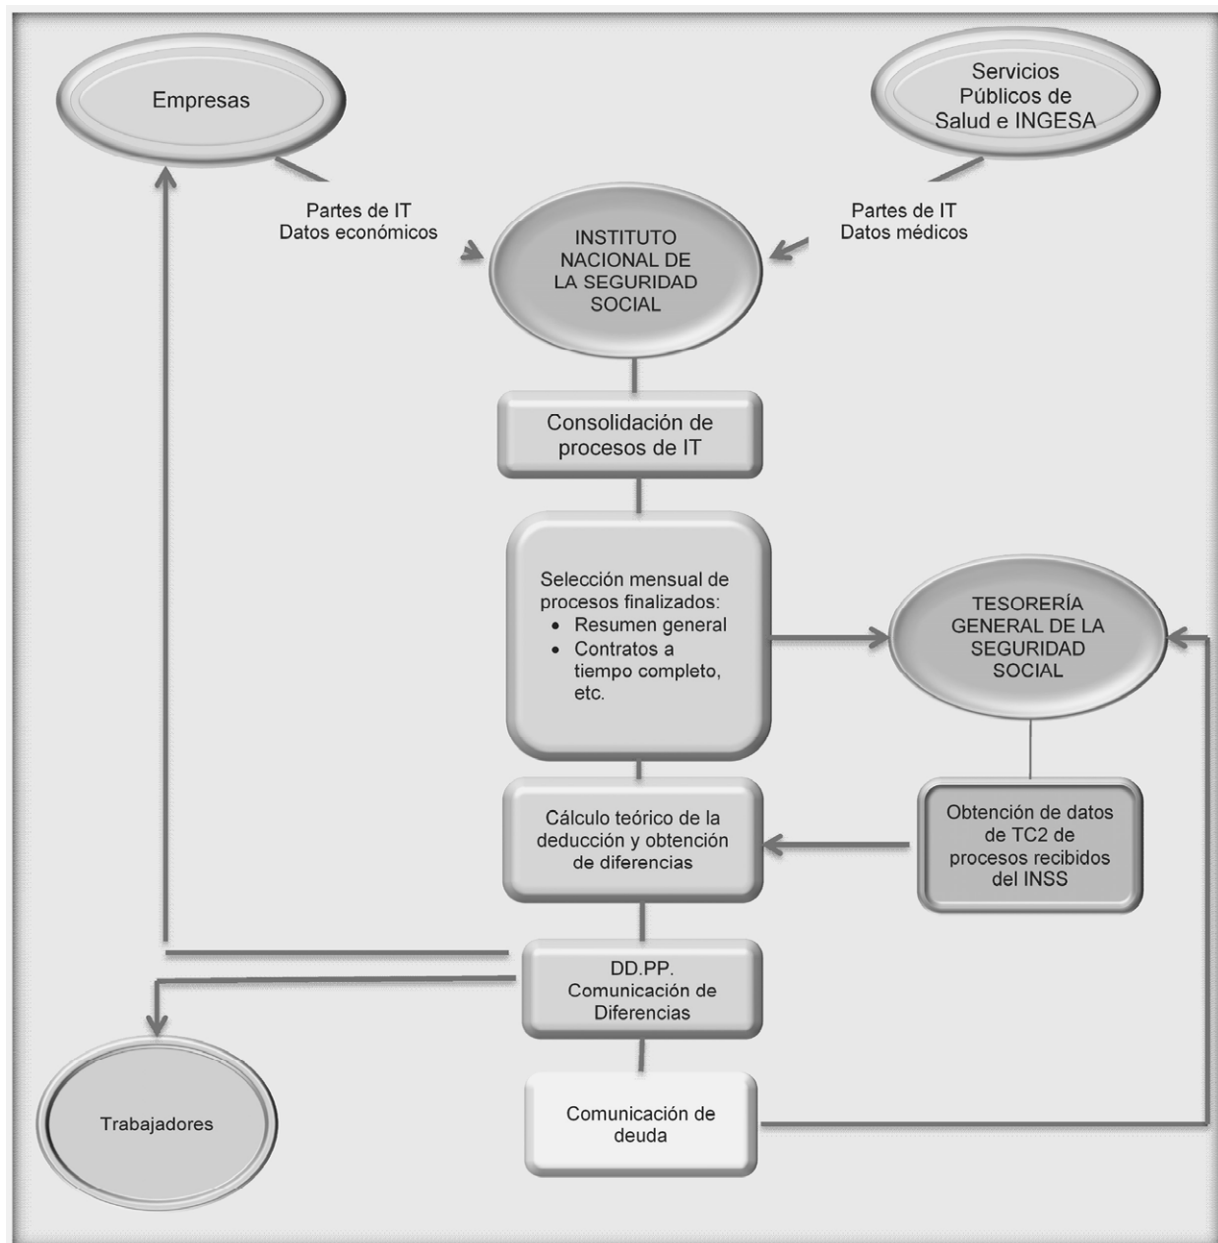 Empresas
Servicios
Públicos de
Salud e INGESA
Partes de IT
Datos económicos
Partes de IT
Datos médicos
INSTITUTO
NACIONAL DE
LA SEGURIDAD
SOCIAL
Consolidación de
procesos de IT
Selección mensual de
procesos finalizados:
• Resumen general
• Contratos a
tiempo completo,
etc.
TESORERÍA
GENERAL DE LA
SEGURIDAD
SOCIAL
Cálculo teórico de la
deducción y obtención
de diferencias
Obtención de datos
de TC2 de
procesos recibidos
del INSS
DD.PP.
Comunicación de
Diferencias
Trabajadores
Comunicación de
deuda